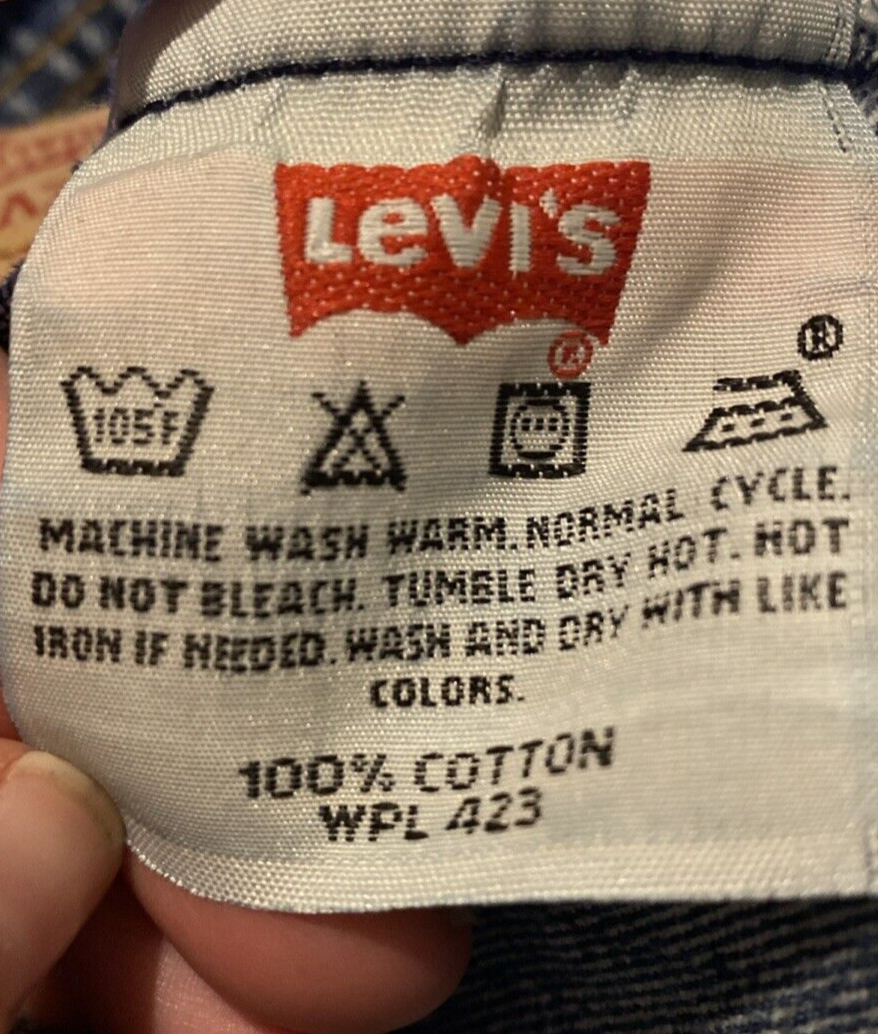 LEVI'S
®
®
105F
MACHINE WASH WARM. NORMAL CYCLE.
DO NOT BLEACH. TUMBLE DRY HOT. HOT
IRON IF NEEDED. WASH AND DRY WITH LIKE
COLORS.
100% COTTON
WPL 423